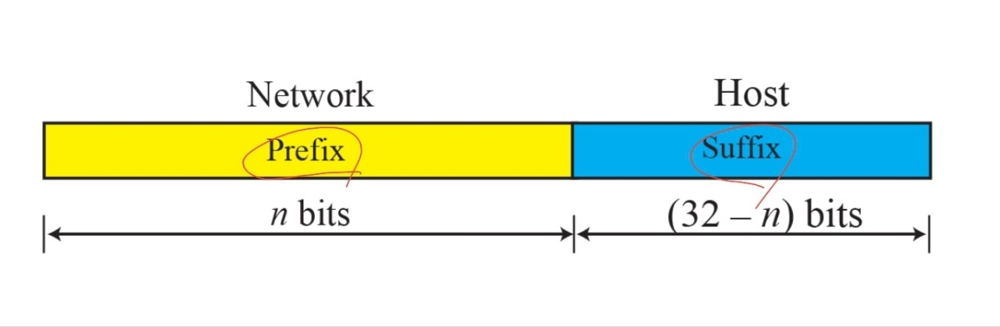 Network Host
Prefix Suffix
n bits (32 – n) bits